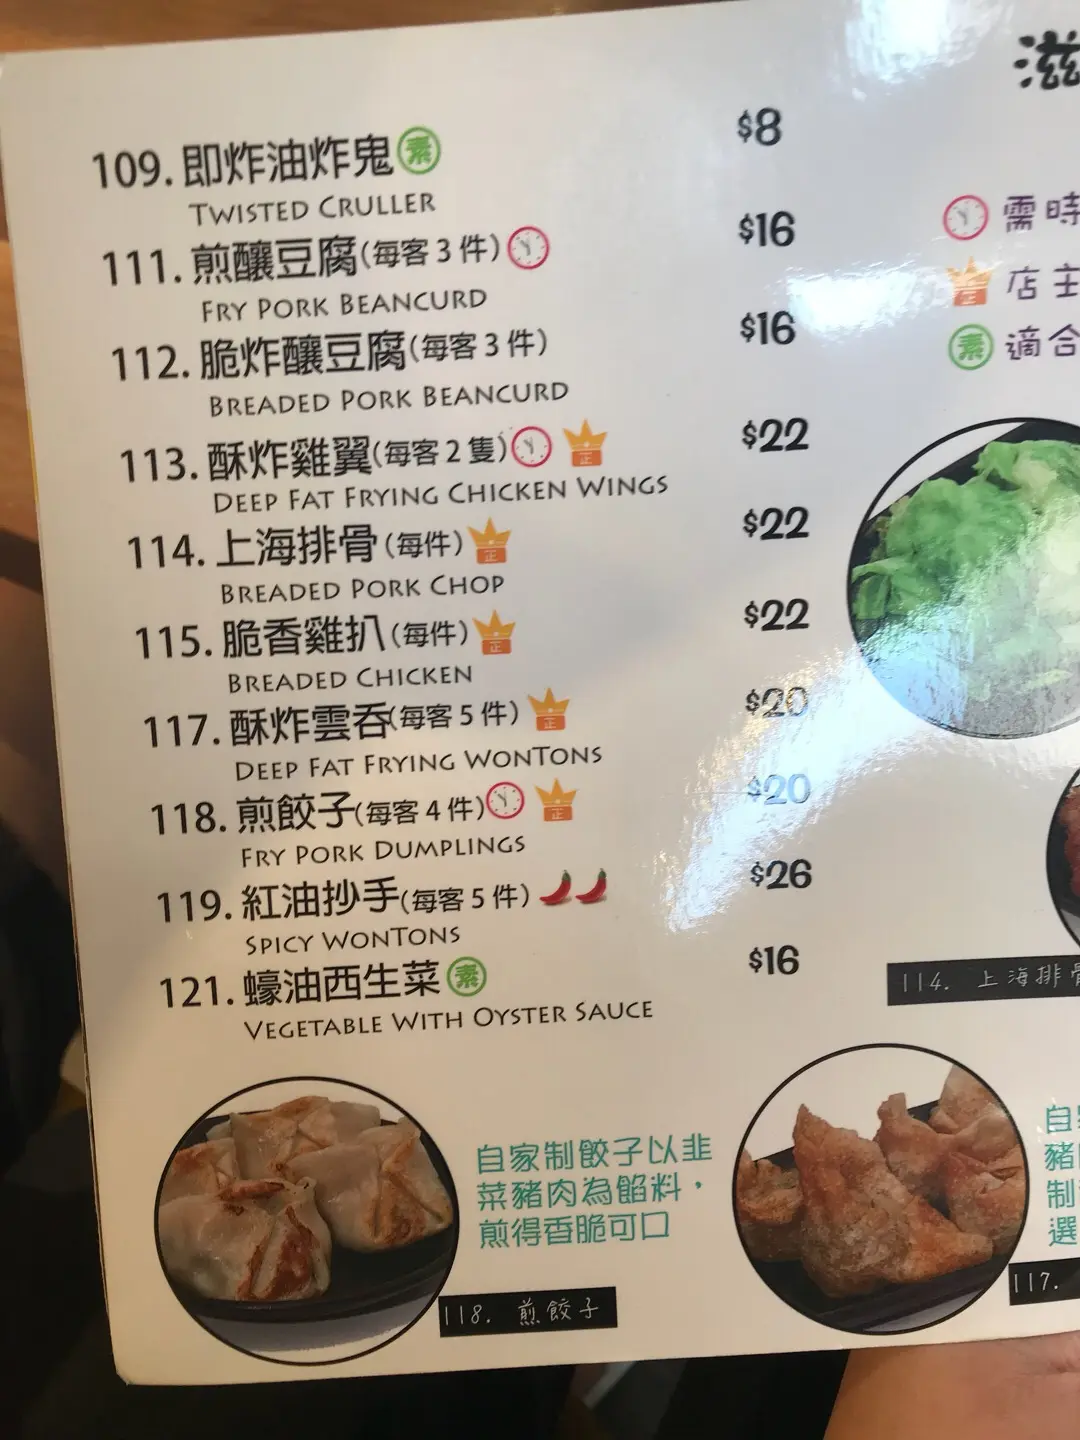 滋
109. 即炸油炸鬼 素 $8
TWISTED CRULLER
111. 煎釀豆腐(每客3件) $16
FRY PORK BEANCURD
112. 脆炸釀豆腐(每客3件) $16
BREADED PORK BEANCURD
113. 酥炸雞翼(每客2隻) 正 $22
DEEP FAT FRYING CHICKEN WINGS
114. 上海排骨(每件) 正 $22
BREADED PORK CHOP
115. 脆香雞扒(每件) 正 $22
BREADED CHICKEN
117. 酥炸雲吞(每客5件) 正 $20
DEEP FAT FRYING WONTONS
118. 煎餃子(每客4件) 正 $20
FRY PORK DUMPLINGS
119. 紅油抄手(每客5件) $26
SPICY WONTONS
121. 蠔油西生菜 素 $16
VEGETABLE WITH OYSTER SAUCE
需時
正 店主
素 適合
114. 上海排骨
自家制餃子以韭
菜豬肉為餡料，
煎得香脆可口
118. 煎餃子
自家
豬
制
選
117.